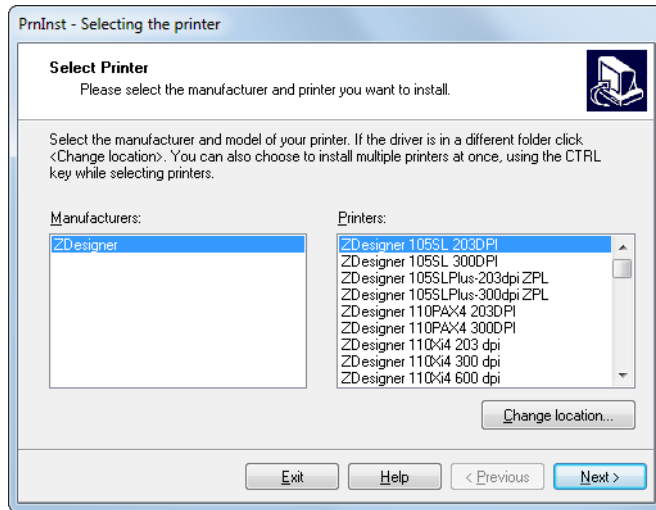 PrnInst - Selecting the printer
Select Printer
Please select the manufacturer and printer you want to install.
Select the manufacturer and model of your printer. If the driver is in a different folder click
<Change location>. You can also choose to install multiple printers at once, using the CTRL
key while selecting printers.
Manufacturers:
ZDesigner
Printers:
ZDesigner 105SL 203DPI
ZDesigner 105SL 300DPI
ZDesigner 105SLPlus-203dpi ZPL
ZDesigner 105SLPlus-300dpi ZPL
ZDesigner 110PAX4 203DPI
ZDesigner 110PAX4 300DPI
ZDesigner 110Xi4 203 dpi
ZDesigner 110Xi4 300 dpi
ZDesigner 110Xi4 600 dpi
Change location...
Exit
Help
< Previous
Next >